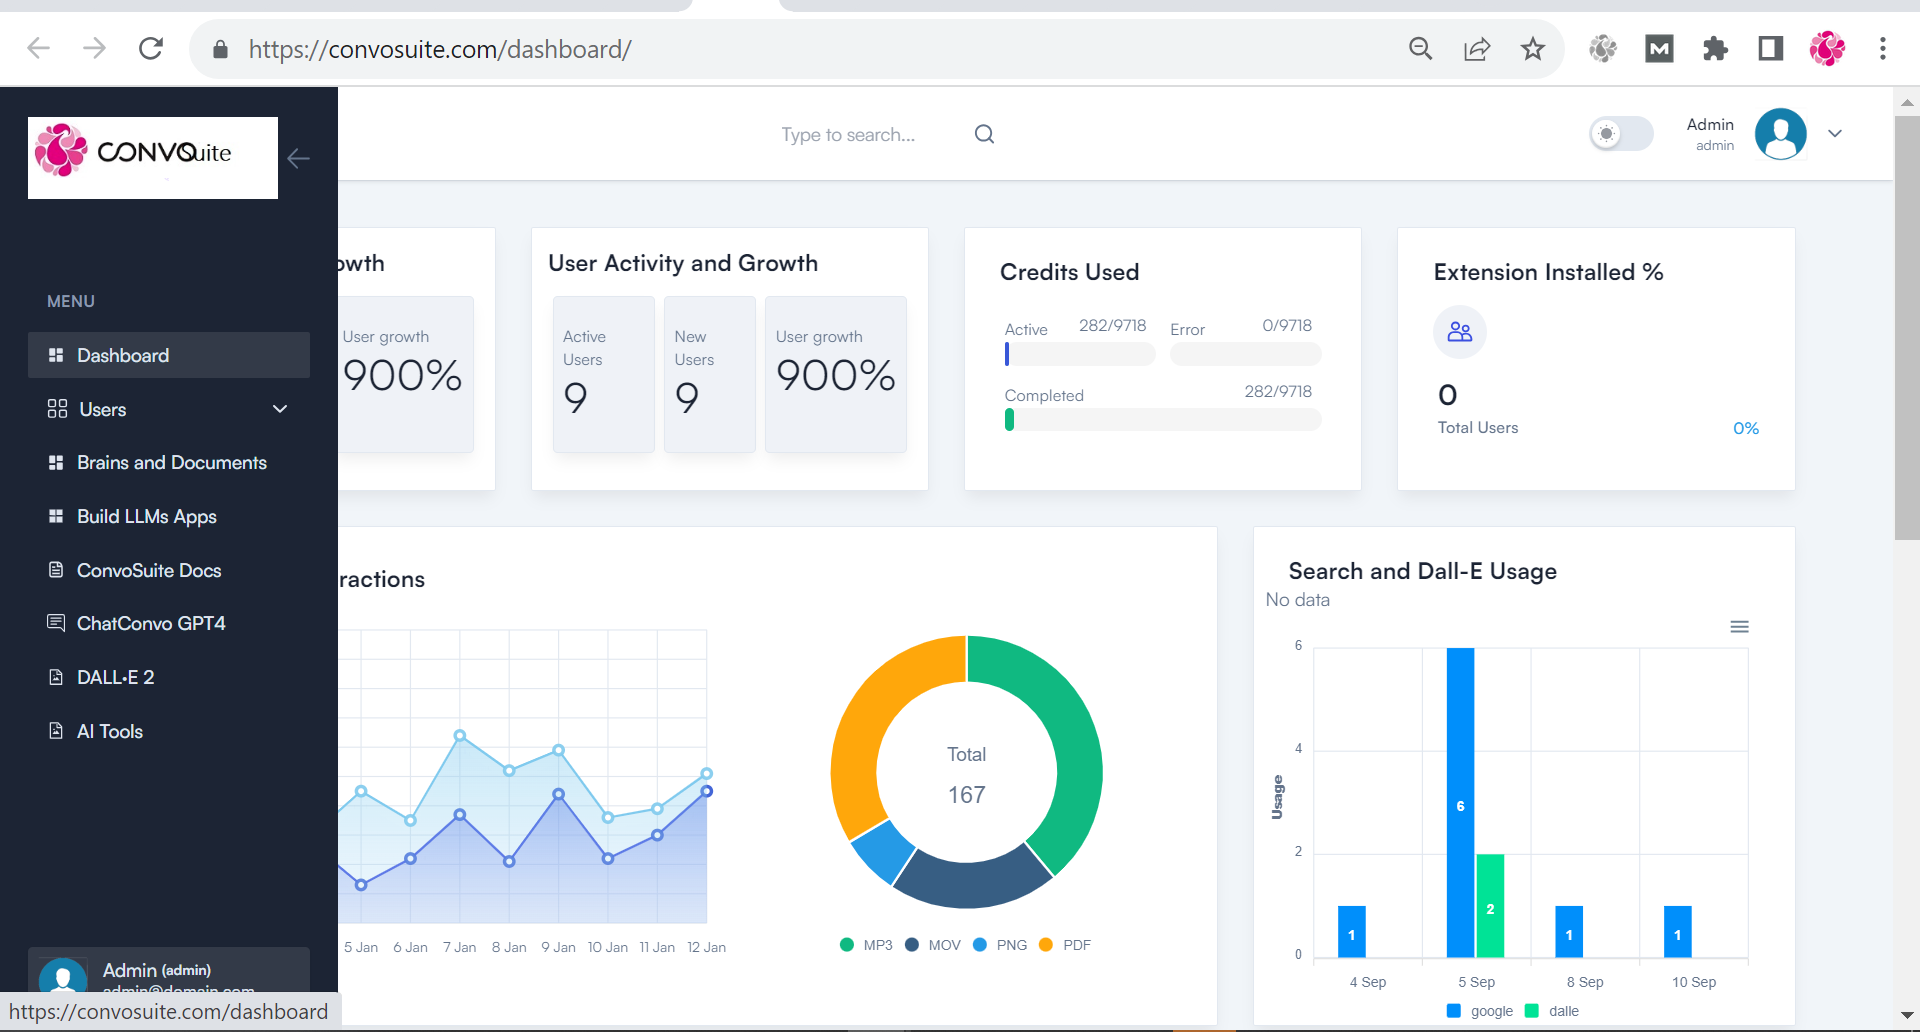 https://convosuite.com/dashboard/
CONVOSuite
Type to search...
Admin
admin
MENU
Dashboard
Users
Brains and Documents
Build LLMs Apps
ConvoSuite Docs
ChatConvo GPT4
DALL·E 2
AI Tools
Admin (admin)
admin@domain.com
https://convosuite.com/dashboard
owth
User growth
900%
User Activity and Growth
Active
Users
9
New
Users
9
User growth
900%
Credits Used
Active 282/9718
Error 0/9718
Completed 282/9718
Extension Installed %
0
Total Users 0%
ractions
5 Jan 6 Jan 7 Jan 8 Jan 9 Jan 10 Jan 11 Jan 12 Jan
Total
167
MP3 MOV PNG PDF
Search and Dall-E Usage
No data
6
4
2
0
Usage
1
6
2
1
1
4 Sep 5 Sep 8 Sep 10 Sep
google dalle